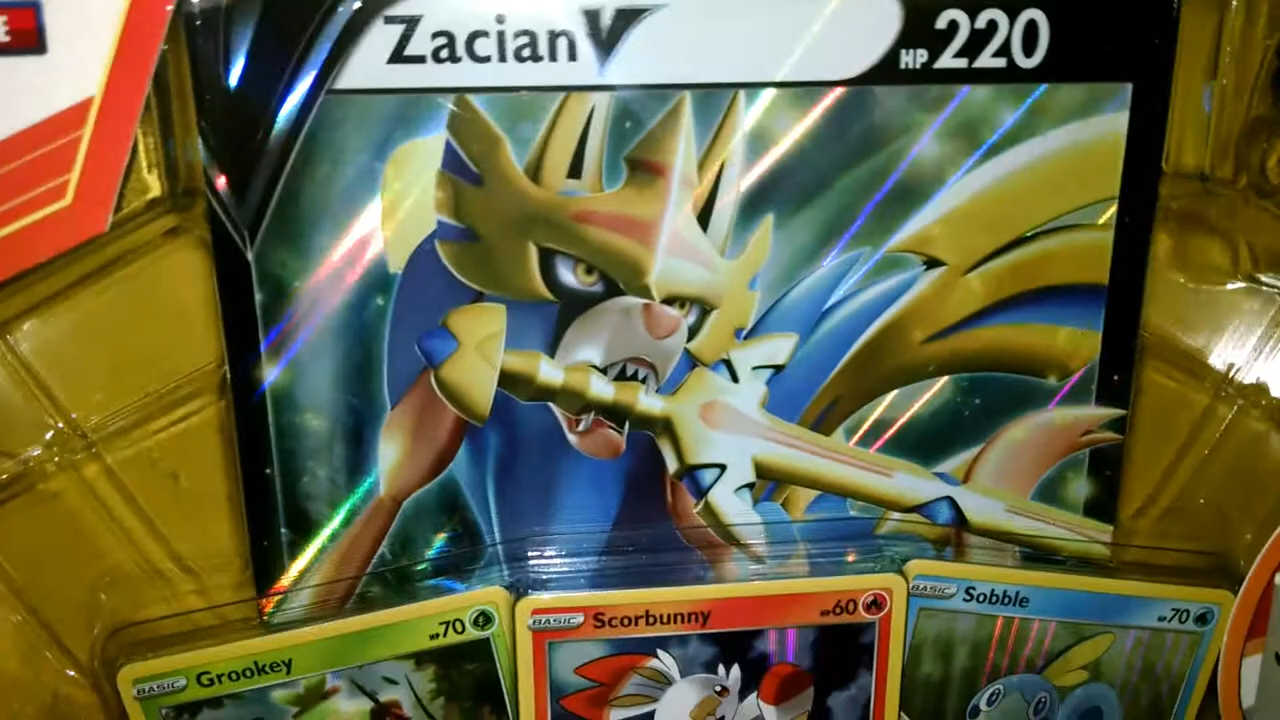 Zacian V HP 220
BASIC Grookey HP 70
BASIC Scorbunny HP 60
BASIC Sobble HP 70